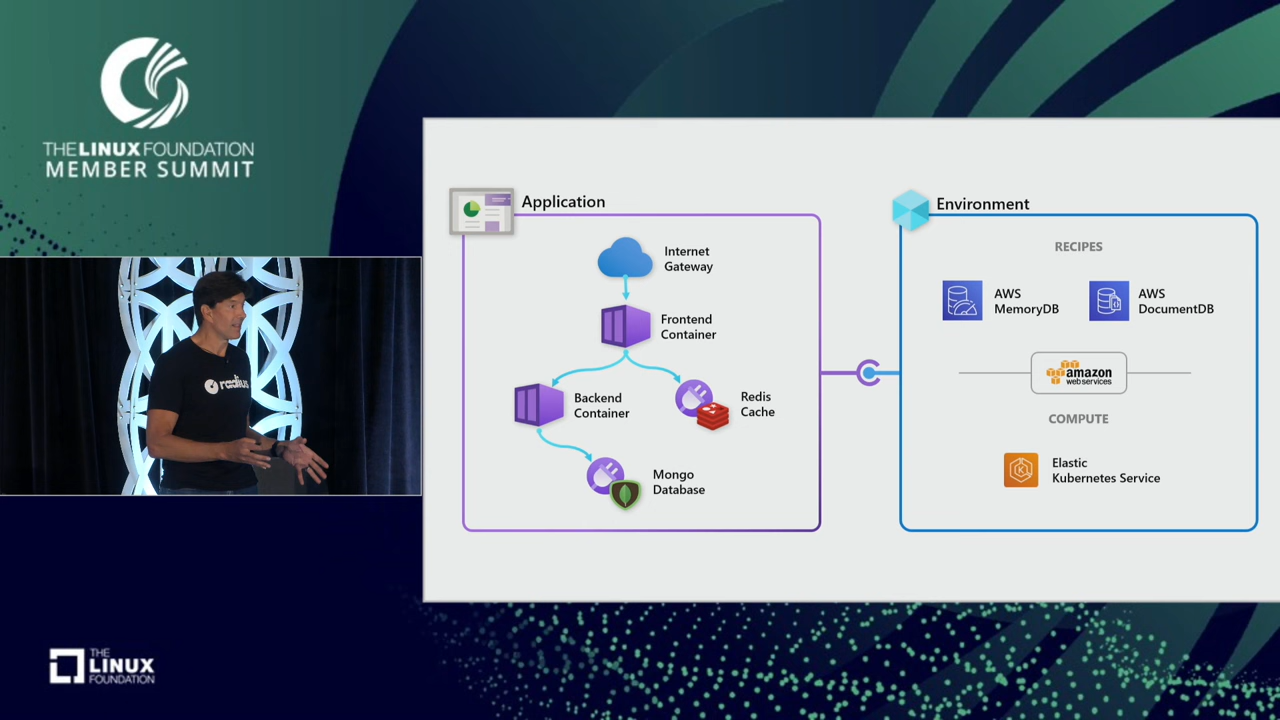 THE LINUX FOUNDATION
MEMBER SUMMIT
radius
Application
Internet
Gateway
Frontend
Container
Backend
Container
Redis
Cache
Mongo
Database
Environment
RECIPES
AWS
MemoryDB
AWS
DocumentDB
amazon
web services
COMPUTE
Elastic
Kubernetes Service
THE
LINUX
FOUNDATION